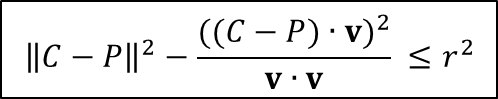 ‖C − P‖² − ((C − P) · 𝐯)² / 𝐯 · 𝐯 ≤ r²